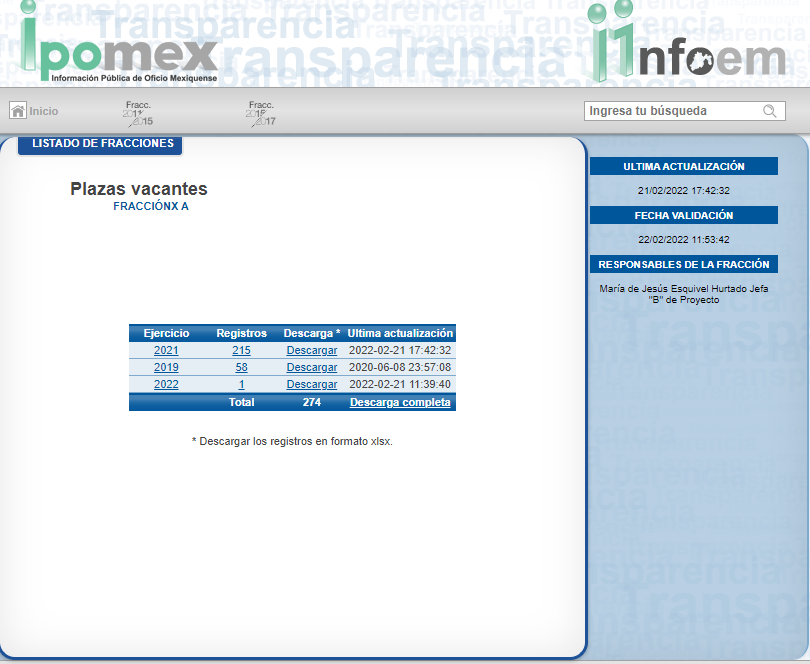 ipomex
Información Pública de Oficio Mexiquense
infoem
Inicio
Fracc.
2015
Fracc.
2017
Ingresa tu búsqueda
LISTADO DE FRACCIONES
Plazas vacantes
FRACCIÓNX A
Ejercicio Registros Descarga * Ultima actualización
2021 215 Descargar 2022-02-21 17:42:32
2019 58 Descargar 2020-06-08 23:57:08
2022 1 Descargar 2022-02-21 11:39:40
Total 274 Descarga completa
* Descargar los registros en formato xlsx.
ULTIMA ACTUALIZACIÓN
21/02/2022 17:42:32
FECHA VALIDACIÓN
22/02/2022 11:53:42
RESPONSABLES DE LA FRACCIÓN
María de Jesús Esquivel Hurtado Jefa
"B" de Proyecto